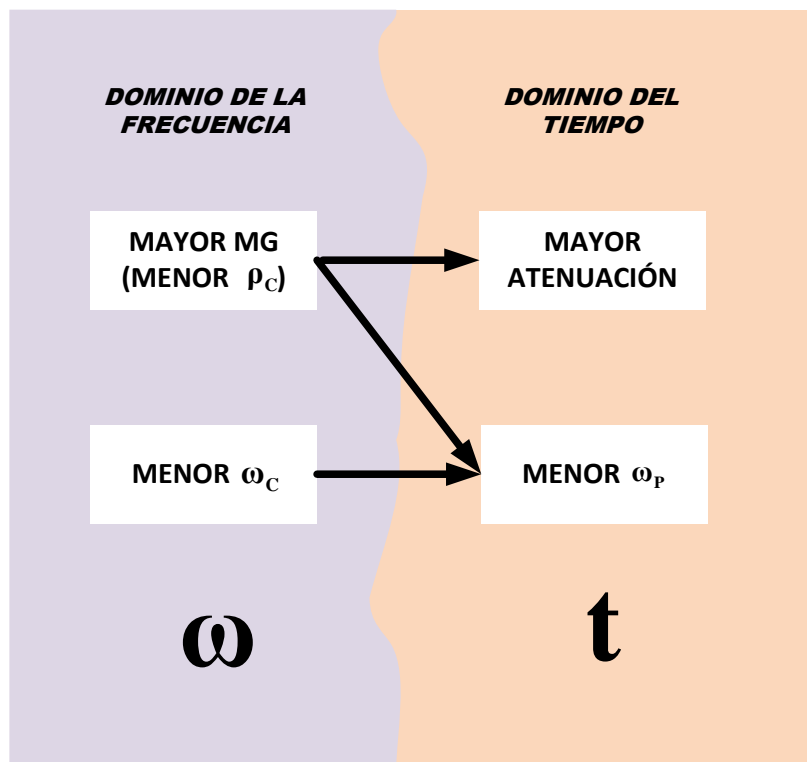 DOMINIO DE LA
FRECUENCIA
DOMINIO DEL
TIEMPO
MAYOR MG
(MENOR ρC)
MAYOR
ATENUACIÓN
MENOR ωC
MENOR ωP
ω
t